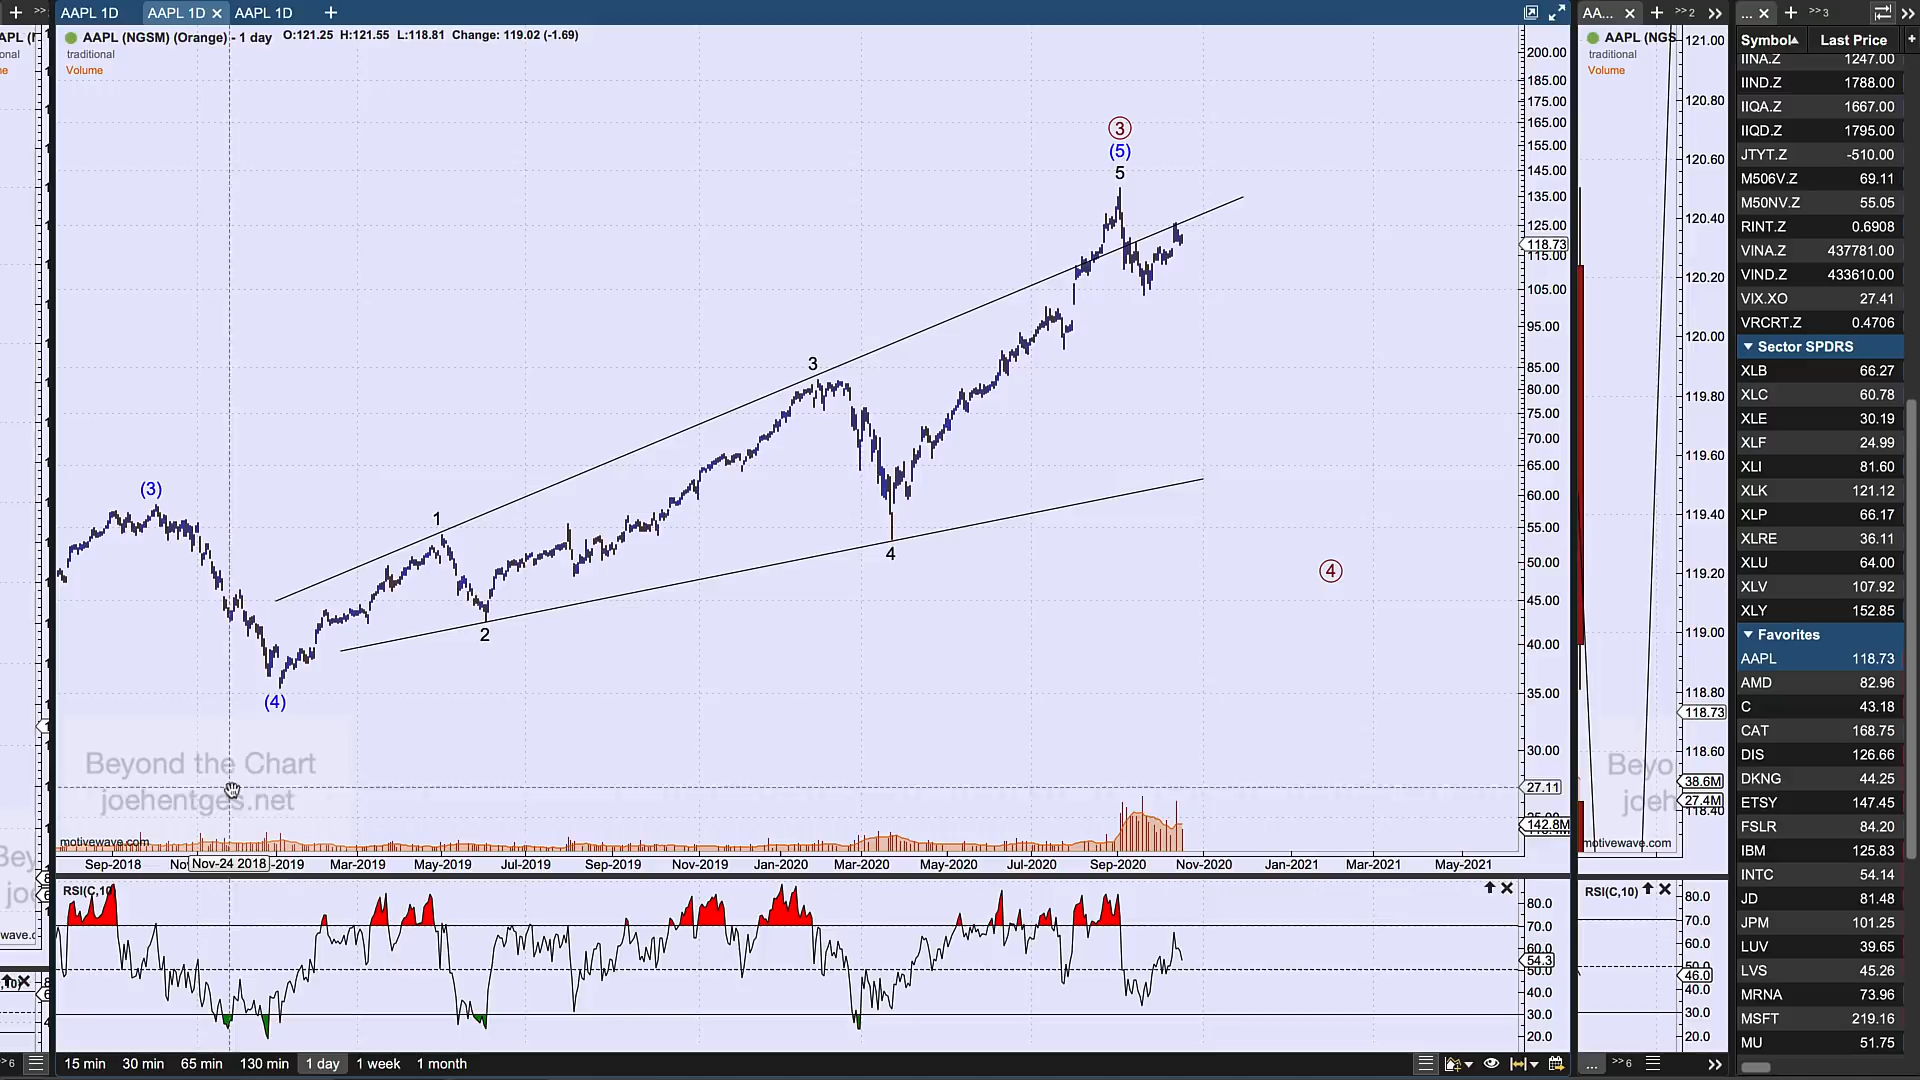 AAPL 1D
AAPL 1D
AAPL 1D
AAPL (NGSM) (Orange) - 1 day O:121.25 H:121.55 L:118.81 Change: 119.02 (-1.69)
traditional
Volume
200.00
185.00
175.00
165.00
155.00
145.00
135.00
125.00
118.73
115.00
105.00
95.00
85.00
80.00
75.00
70.00
65.00
60.00
55.00
50.00
45.00
40.00
35.00
30.00
27.11
142.8M
3
(5)
5
3
(3)
1
4
4
2
(4)
Beyond the Chart
joehentges.net
motivewave.com
Sep-2018 Nov-24 2018 -2019 Mar-2019 May-2019 Jul-2019 Sep-2019 Nov-2019 Jan-2020 Mar-2020 May-2020 Jul-2020 Sep-2020 Nov-2020 Jan-2021 Mar-2021 May-2021
RSI(C,10)
80.0
70.0
60.0
54.3
50.0
40.0
30.0
20.0
15 min 30 min 65 min 130 min 1 day 1 week 1 month
AA... 2
AAPL (NGS
traditional
Volume
121.00
120.80
120.60
120.40
120.20
120.00
119.80
119.60
119.40
119.20
119.00
118.80
118.73
118.60
38.6M
27.4M
118.40
Beyo
joeh
motivewave.com
RSI(C,10)
80.0
70.0
60.0
50.0
46.0
40.0
30.0
20.0
... 6
... 3
Symbol Last Price
IINA.Z 1247.00
IIND.Z 1788.00
IIQA.Z 1667.00
IIQD.Z 1795.00
JTYT.Z -510.00
M506V.Z 69.11
M50NV.Z 55.05
RINT.Z 0.6908
VINA.Z 437781.00
VIND.Z 433610.00
VIX.XO 27.41
VRCRT.Z 0.4706
Sector SPDRS
XLB 66.27
XLC 60.78
XLE 30.19
XLF 24.99
XLI 81.60
XLK 121.12
XLP 66.17
XLRE 36.11
XLU 64.00
XLV 107.92
XLY 152.85
Favorites
AAPL 118.73
AMD 82.96
C 43.18
CAT 168.75
DIS 126.66
DKNG 44.25
ETSY 147.45
FSLR 84.20
IBM 125.83
INTC 54.14
JD 81.48
JPM 101.25
LUV 39.65
LVS 45.26
MRNA 73.96
MSFT 219.16
MU 51.75